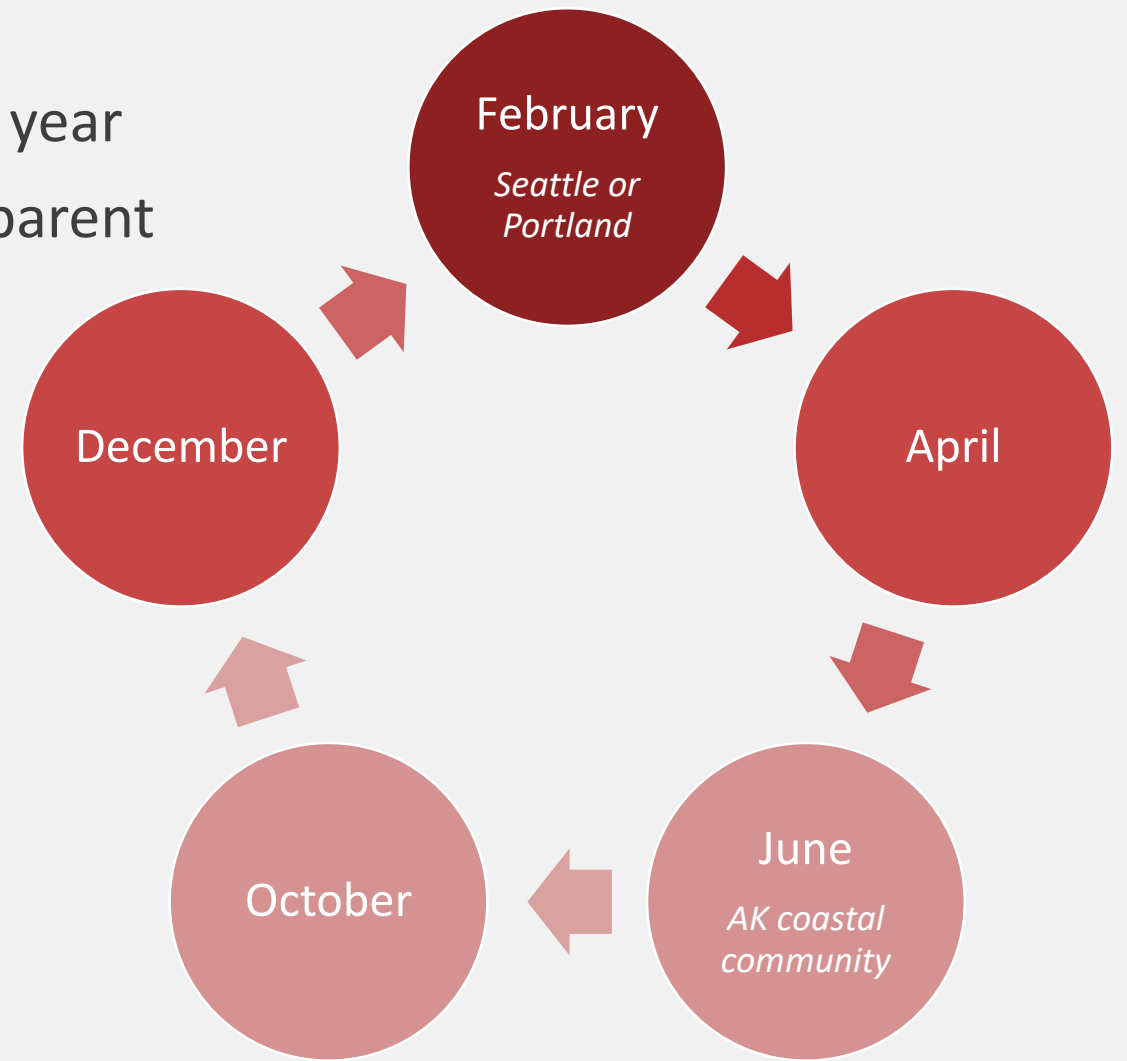 year
parent
February
Seattle or
Portland
April
June
AK coastal
community
October
December